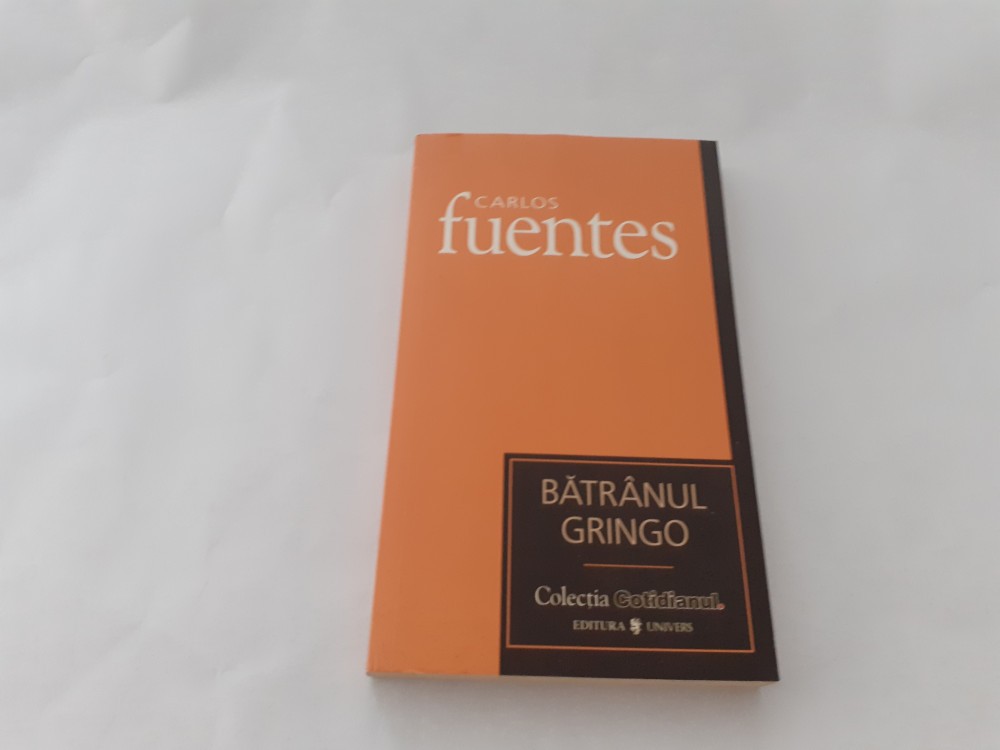 CARLOS
fuentes
BĂTRÂNUL
GRINGO
Colecția Cotidianul.
EDITURA UNIVERS